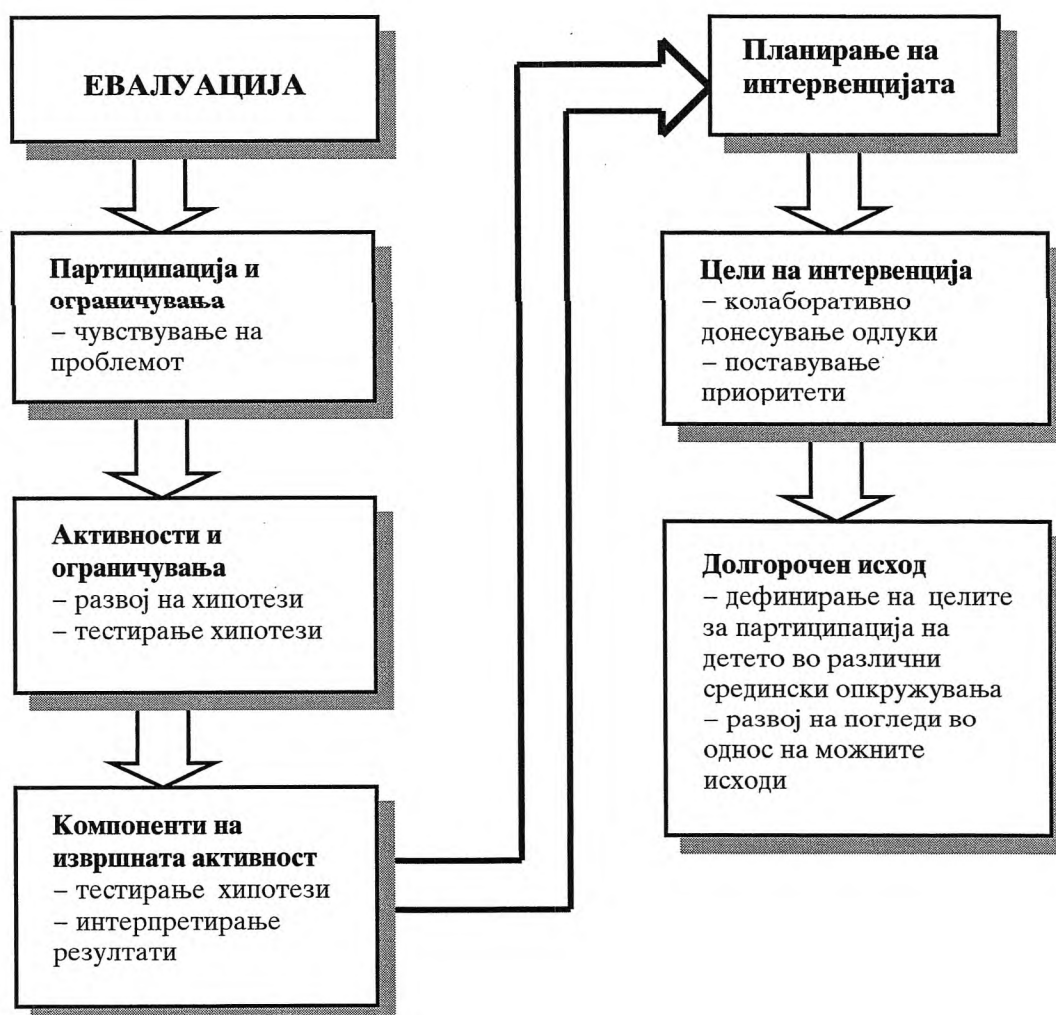 ЕВАЛУАЦИЈА
Партиципација и
ограничувања
– чувствување на
проблемот
Активности и
ограничувања
– развој на хипотези
– тестирање хипотези
Компоненти на
извршната активност
– тестирање хипотези
– интерпретирање
резултати
Планирање на
интервенцијата
Цели на интервенција
– колаборативно
донесување одлуки
– поставување
приоритети
Долгорочен исход
– дефинирање на целите
за партиципација на
детето во различни
средински опкружувања
– развој на погледи во
однос на можните
исходи